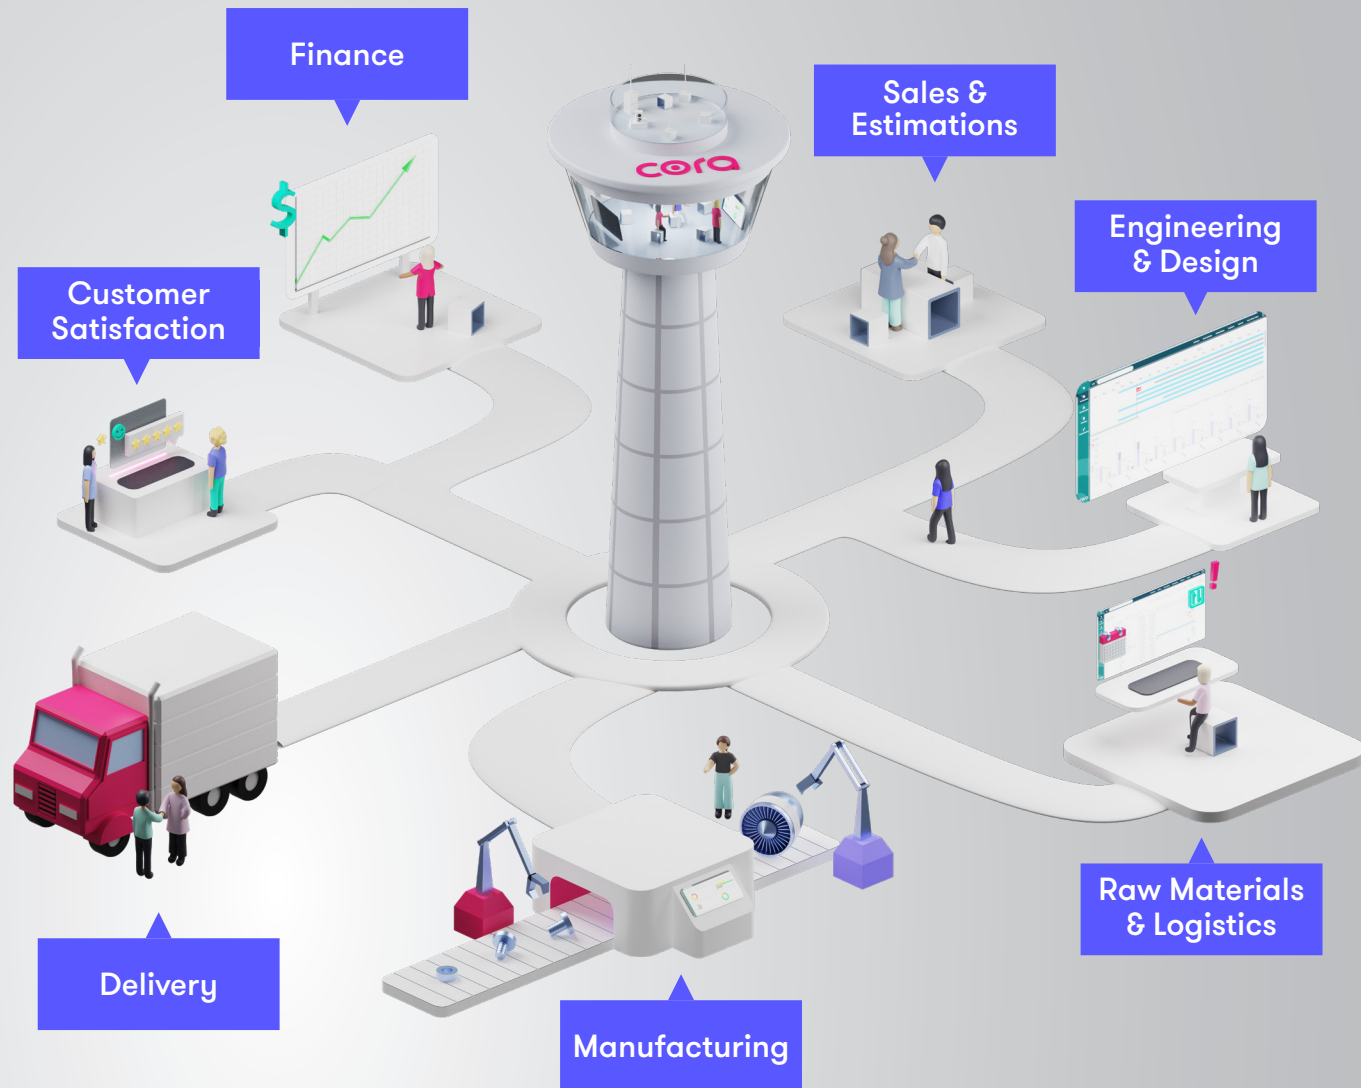 Finance
Sales &
Estimations
cora
Engineering
& Design
Customer
Satisfaction
$
!
Raw Materials
& Logistics
Delivery
Manufacturing